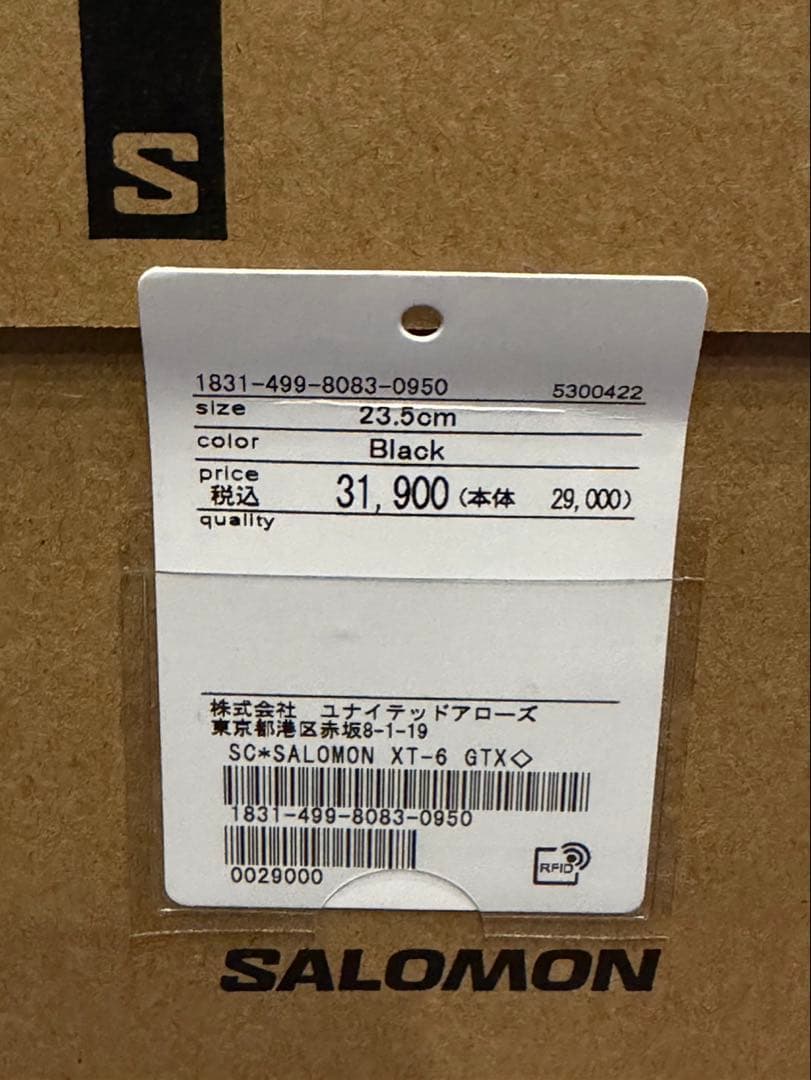 S
1831-499-8083-0950 5300422
size 23.5cm
color Black
price
税込 31,900 (本体 29,000)
quality
株式会社 ユナイテッドアローズ
東京都港区赤坂8-1-19
SC*SALOMON XT-6 GTX◇
1831-499-8083-0950
0029000
RFID
SALOMON